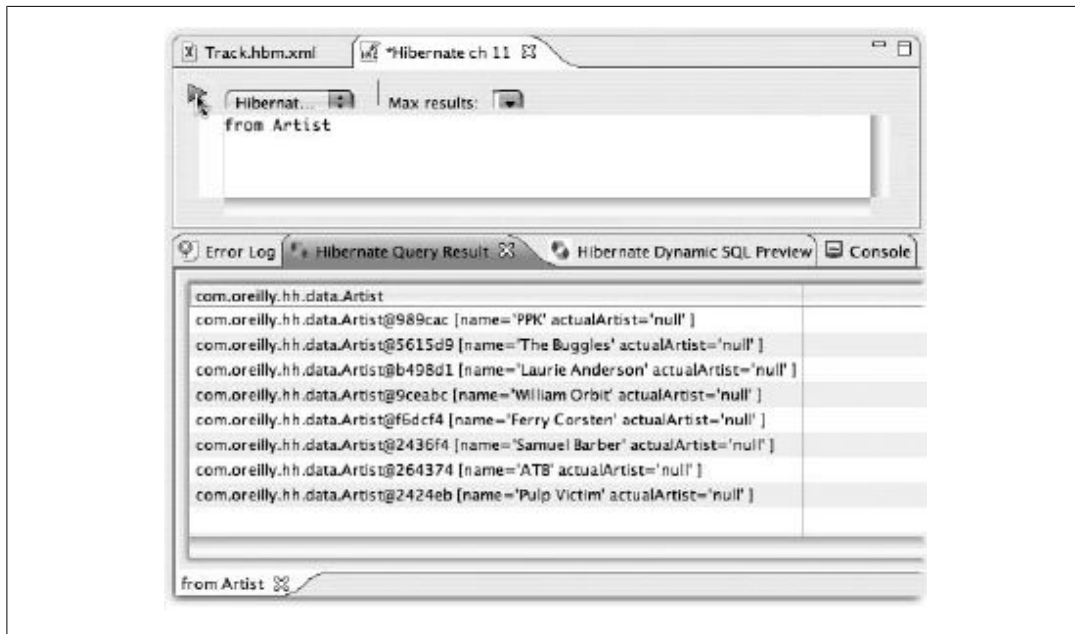 Track.hbm.xml *Hibernate ch 11
Hibernat... Max results:
from Artist
Error Log Hibernate Query Result Hibernate Dynamic SQL Preview Console
com.oreilly.hh.data.Artist
com.oreilly.hh.data.Artist@989cac [name='PPK' actualArtist='null' ]
com.oreilly.hh.data.Artist@5615d9 [name='The Buggles' actualArtist='null' ]
com.oreilly.hh.data.Artist@b498d1 [name='Laurie Anderson' actualArtist='null' ]
com.oreilly.hh.data.Artist@9ceabc [name='William Orbit' actualArtist='null' ]
com.oreilly.hh.data.Artist@f6dcf4 [name='Ferry Corsten' actualArtist='null' ]
com.oreilly.hh.data.Artist@2436f4 [name='Samuel Barber' actualArtist='null' ]
com.oreilly.hh.data.Artist@264374 [name='ATB' actualArtist='null' ]
com.oreilly.hh.data.Artist@2424eb [name='Pulp Victim' actualArtist='null' ]
from Artist